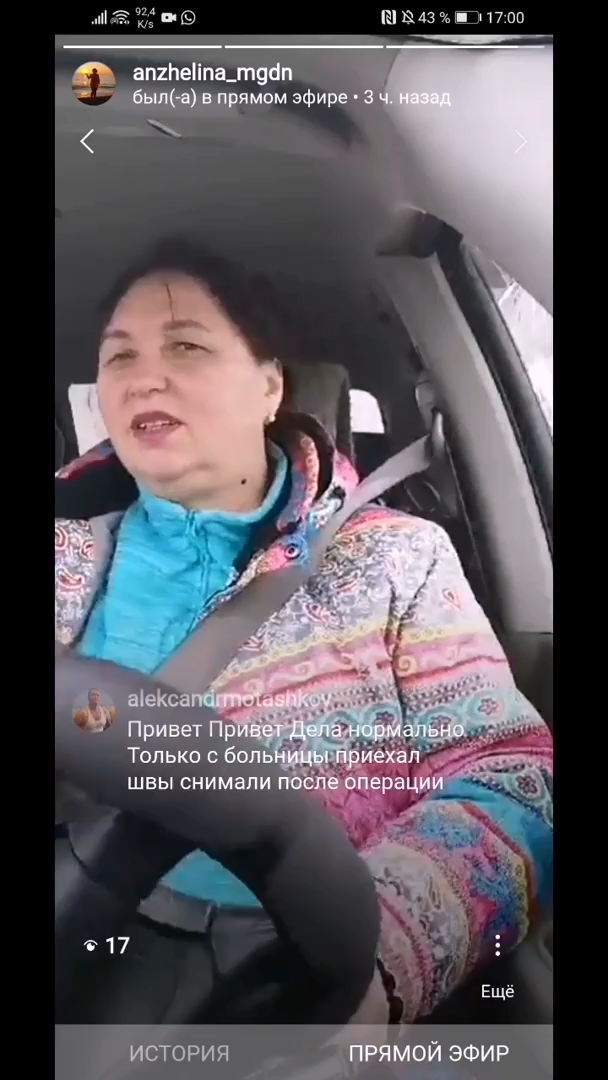 92,4
K/s
43 %
17:00
anzhelina_mgdn
был(-а) в прямом эфире • 3 ч. назад
alekcandrmotashkov
Привет Привет Дела нормально
Только с больницы приехал
швы снимали после операции
17
Ещё
ИСТОРИЯ
ПРЯМОЙ ЭФИР